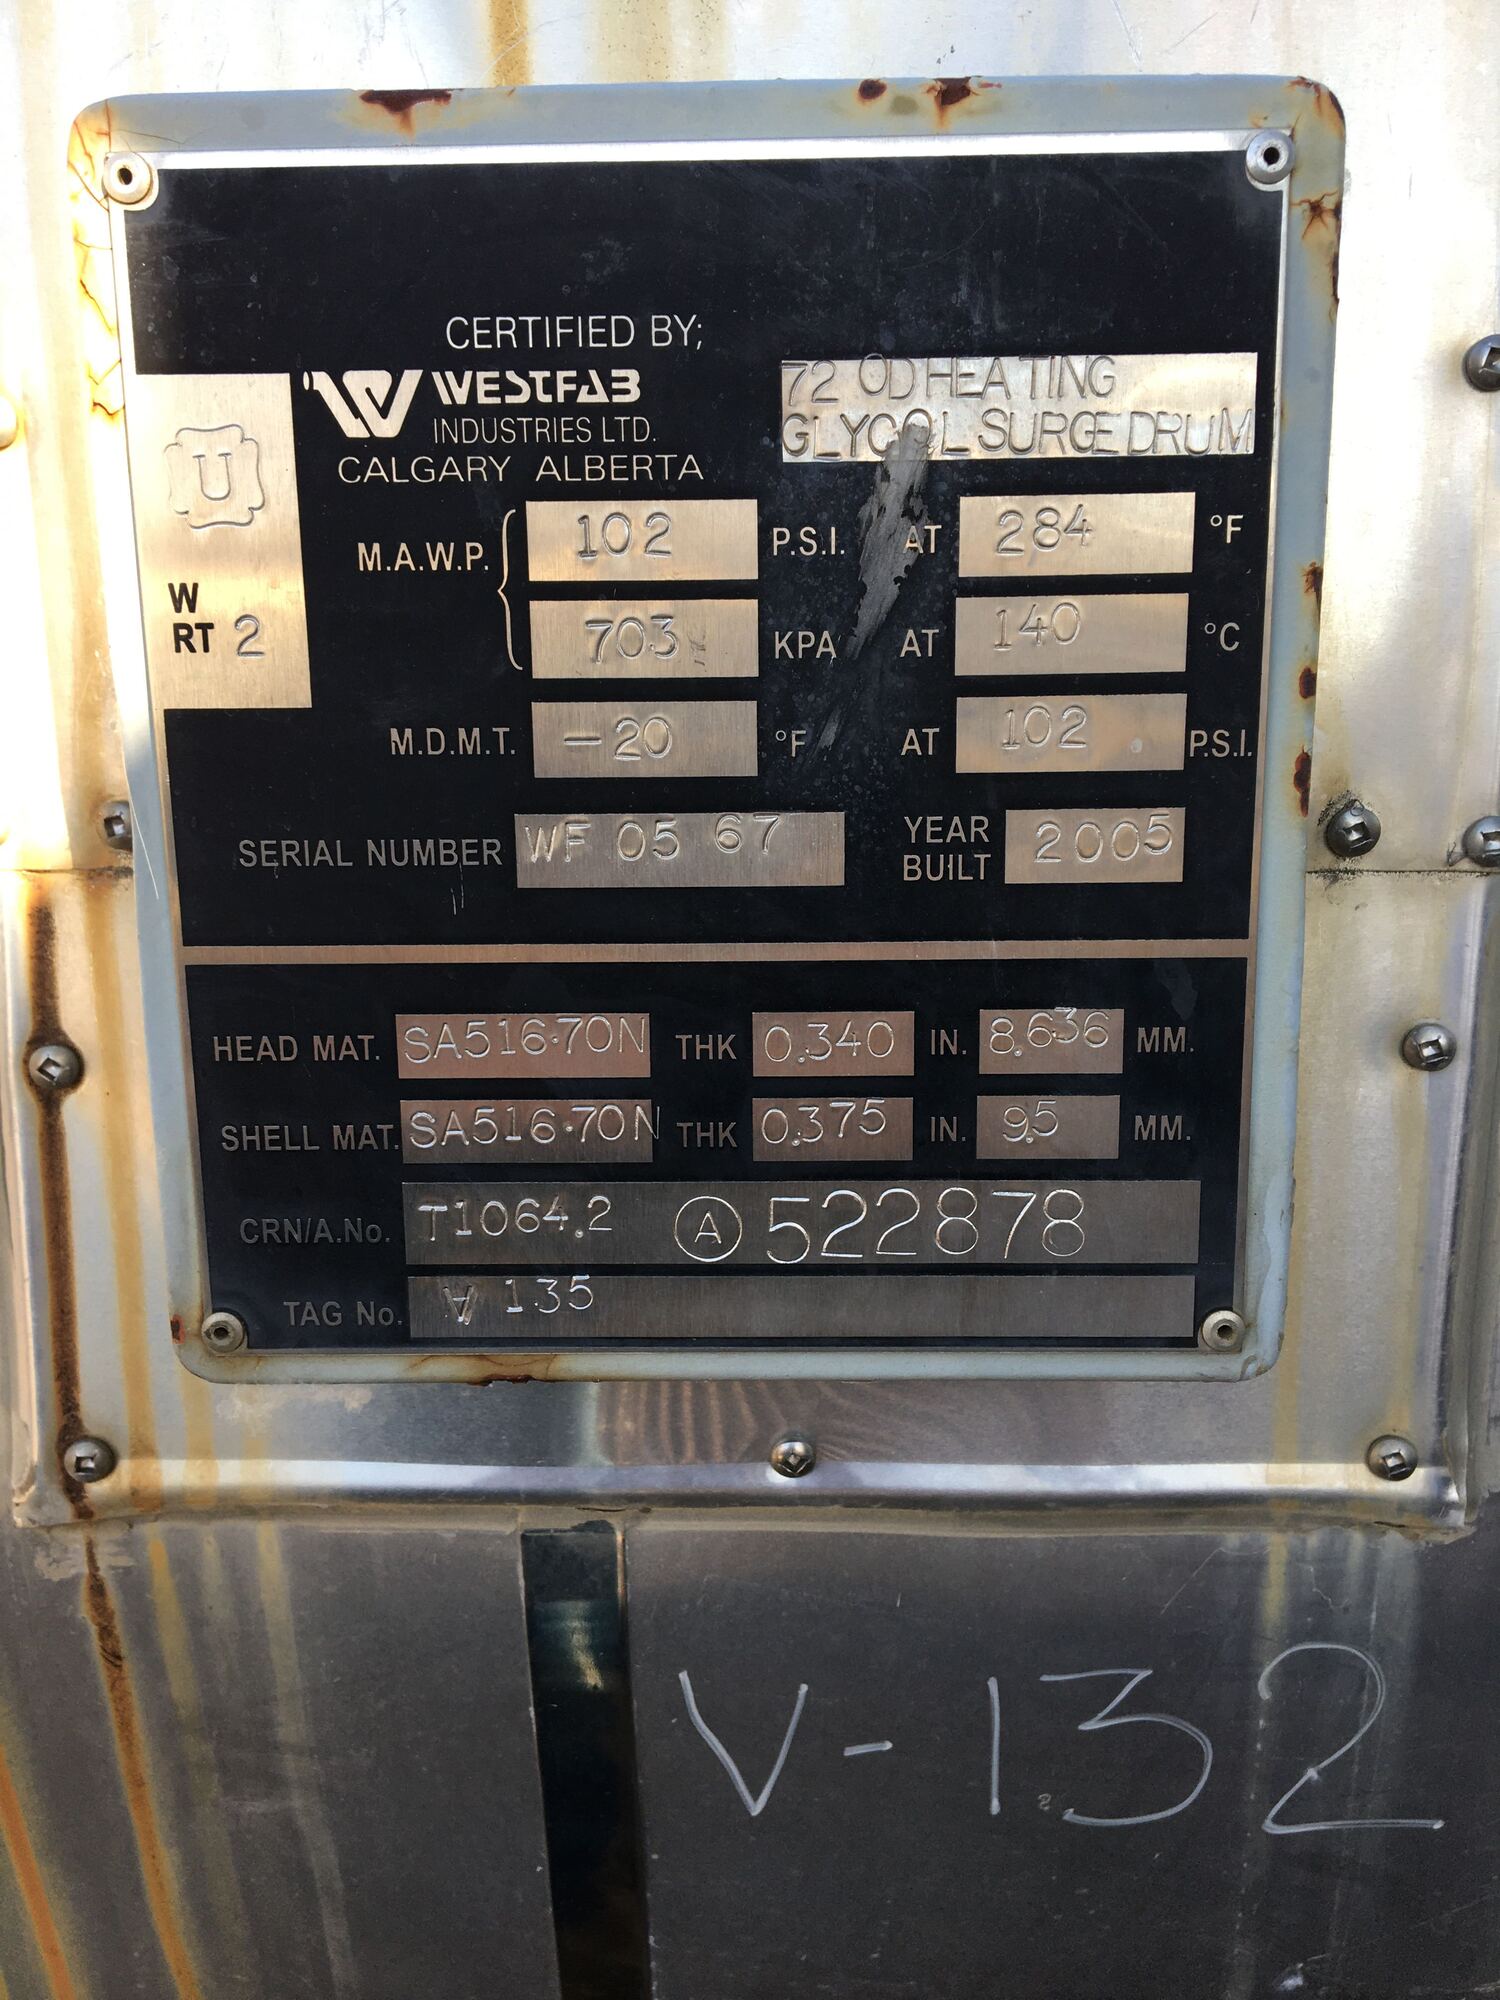 CERTIFIED BY;
WESTFAB
INDUSTRIES LTD.
CALGARY ALBERTA
72 OD HEATING
GLYCOL SURGE DRUM
U
W
RT 2
M.A.W.P. 102 P.S.I. AT 284 °F
703 KPA AT 140 °C
M.D.M.T. -20 °F AT 102 P.S.I.
SERIAL NUMBER WF 05 67 YEAR BUILT 2005
HEAD MAT. SA516-70N THK 0.340 IN. 8.636 MM.
SHELL MAT. SA516-70N THK 0.375 IN. 9.5 MM.
CRN/A.No. T1064.2 Ⓐ 522878
TAG No. V 135
V-132